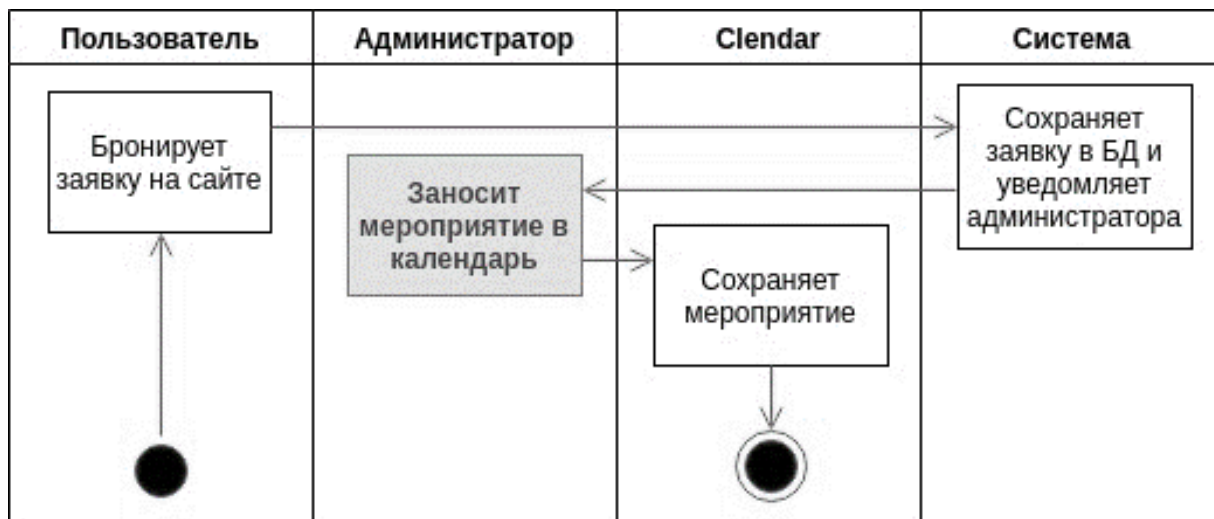 Пользователь
Администратор
Clendar
Система
Бронирует
заявку на сайте
Сохраняет
заявку в БД и
уведомляет
администратора
Заносит
мероприятие в
календарь
Сохраняет
мероприятие